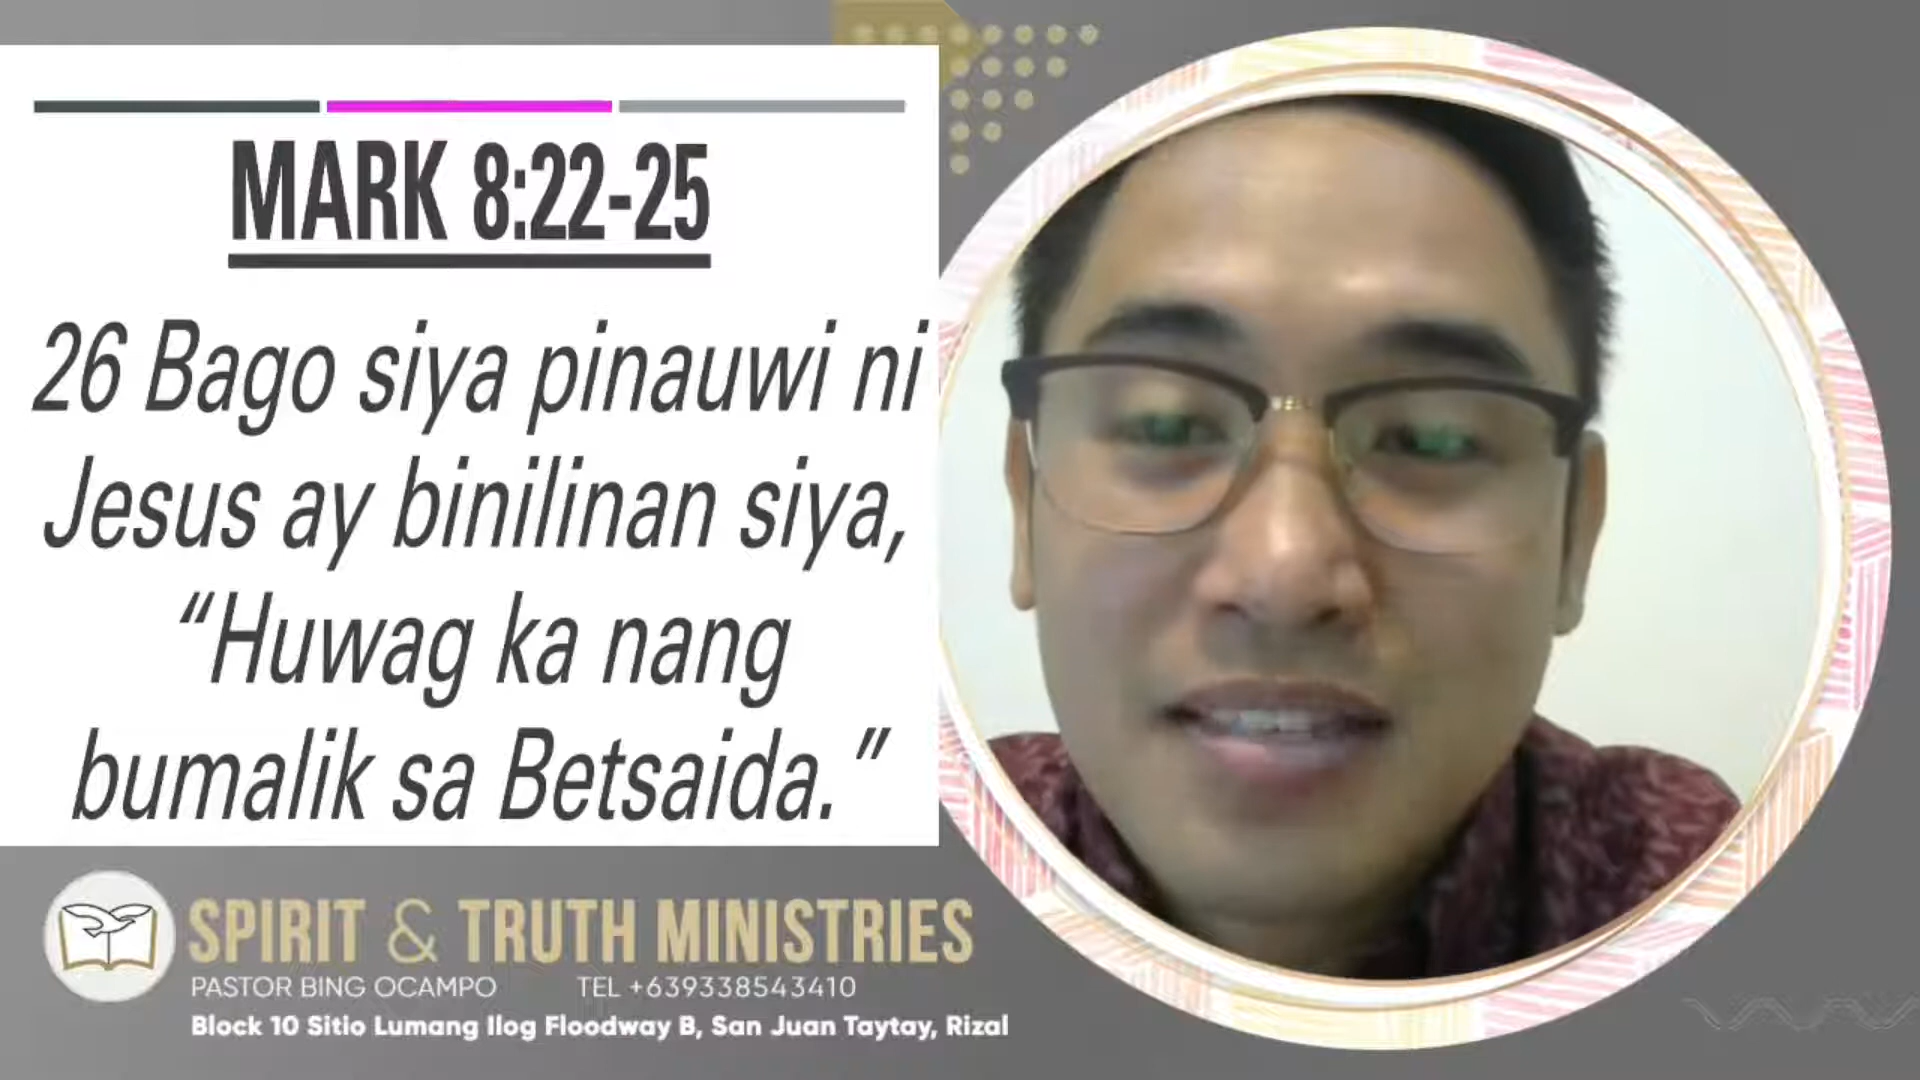 MARK 8:22-25
26 Bago siya pinauwi ni
Jesus ay binilinan siya,
“Huwag ka nang
bumalik sa Betsaida.”
SPIRIT & TRUTH MINISTRIES
PASTOR BING OCAMPO TEL +639338543410
Block 10 Sitio Lumang Ilog Floodway B, San Juan Taytay, Rizal